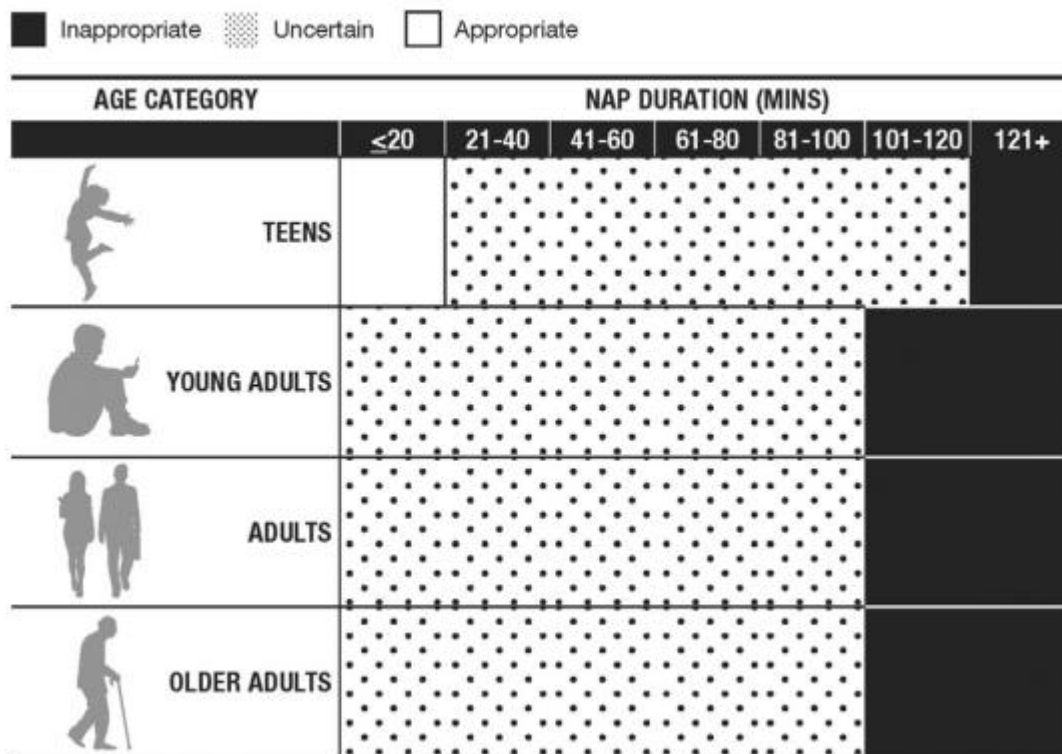 Inappropriate Uncertain Appropriate
AGE CATEGORY NAP DURATION (MINS)
≤20 21-40 41-60 61-80 81-100 101-120 121+
TEENS
YOUNG ADULTS
ADULTS
OLDER ADULTS